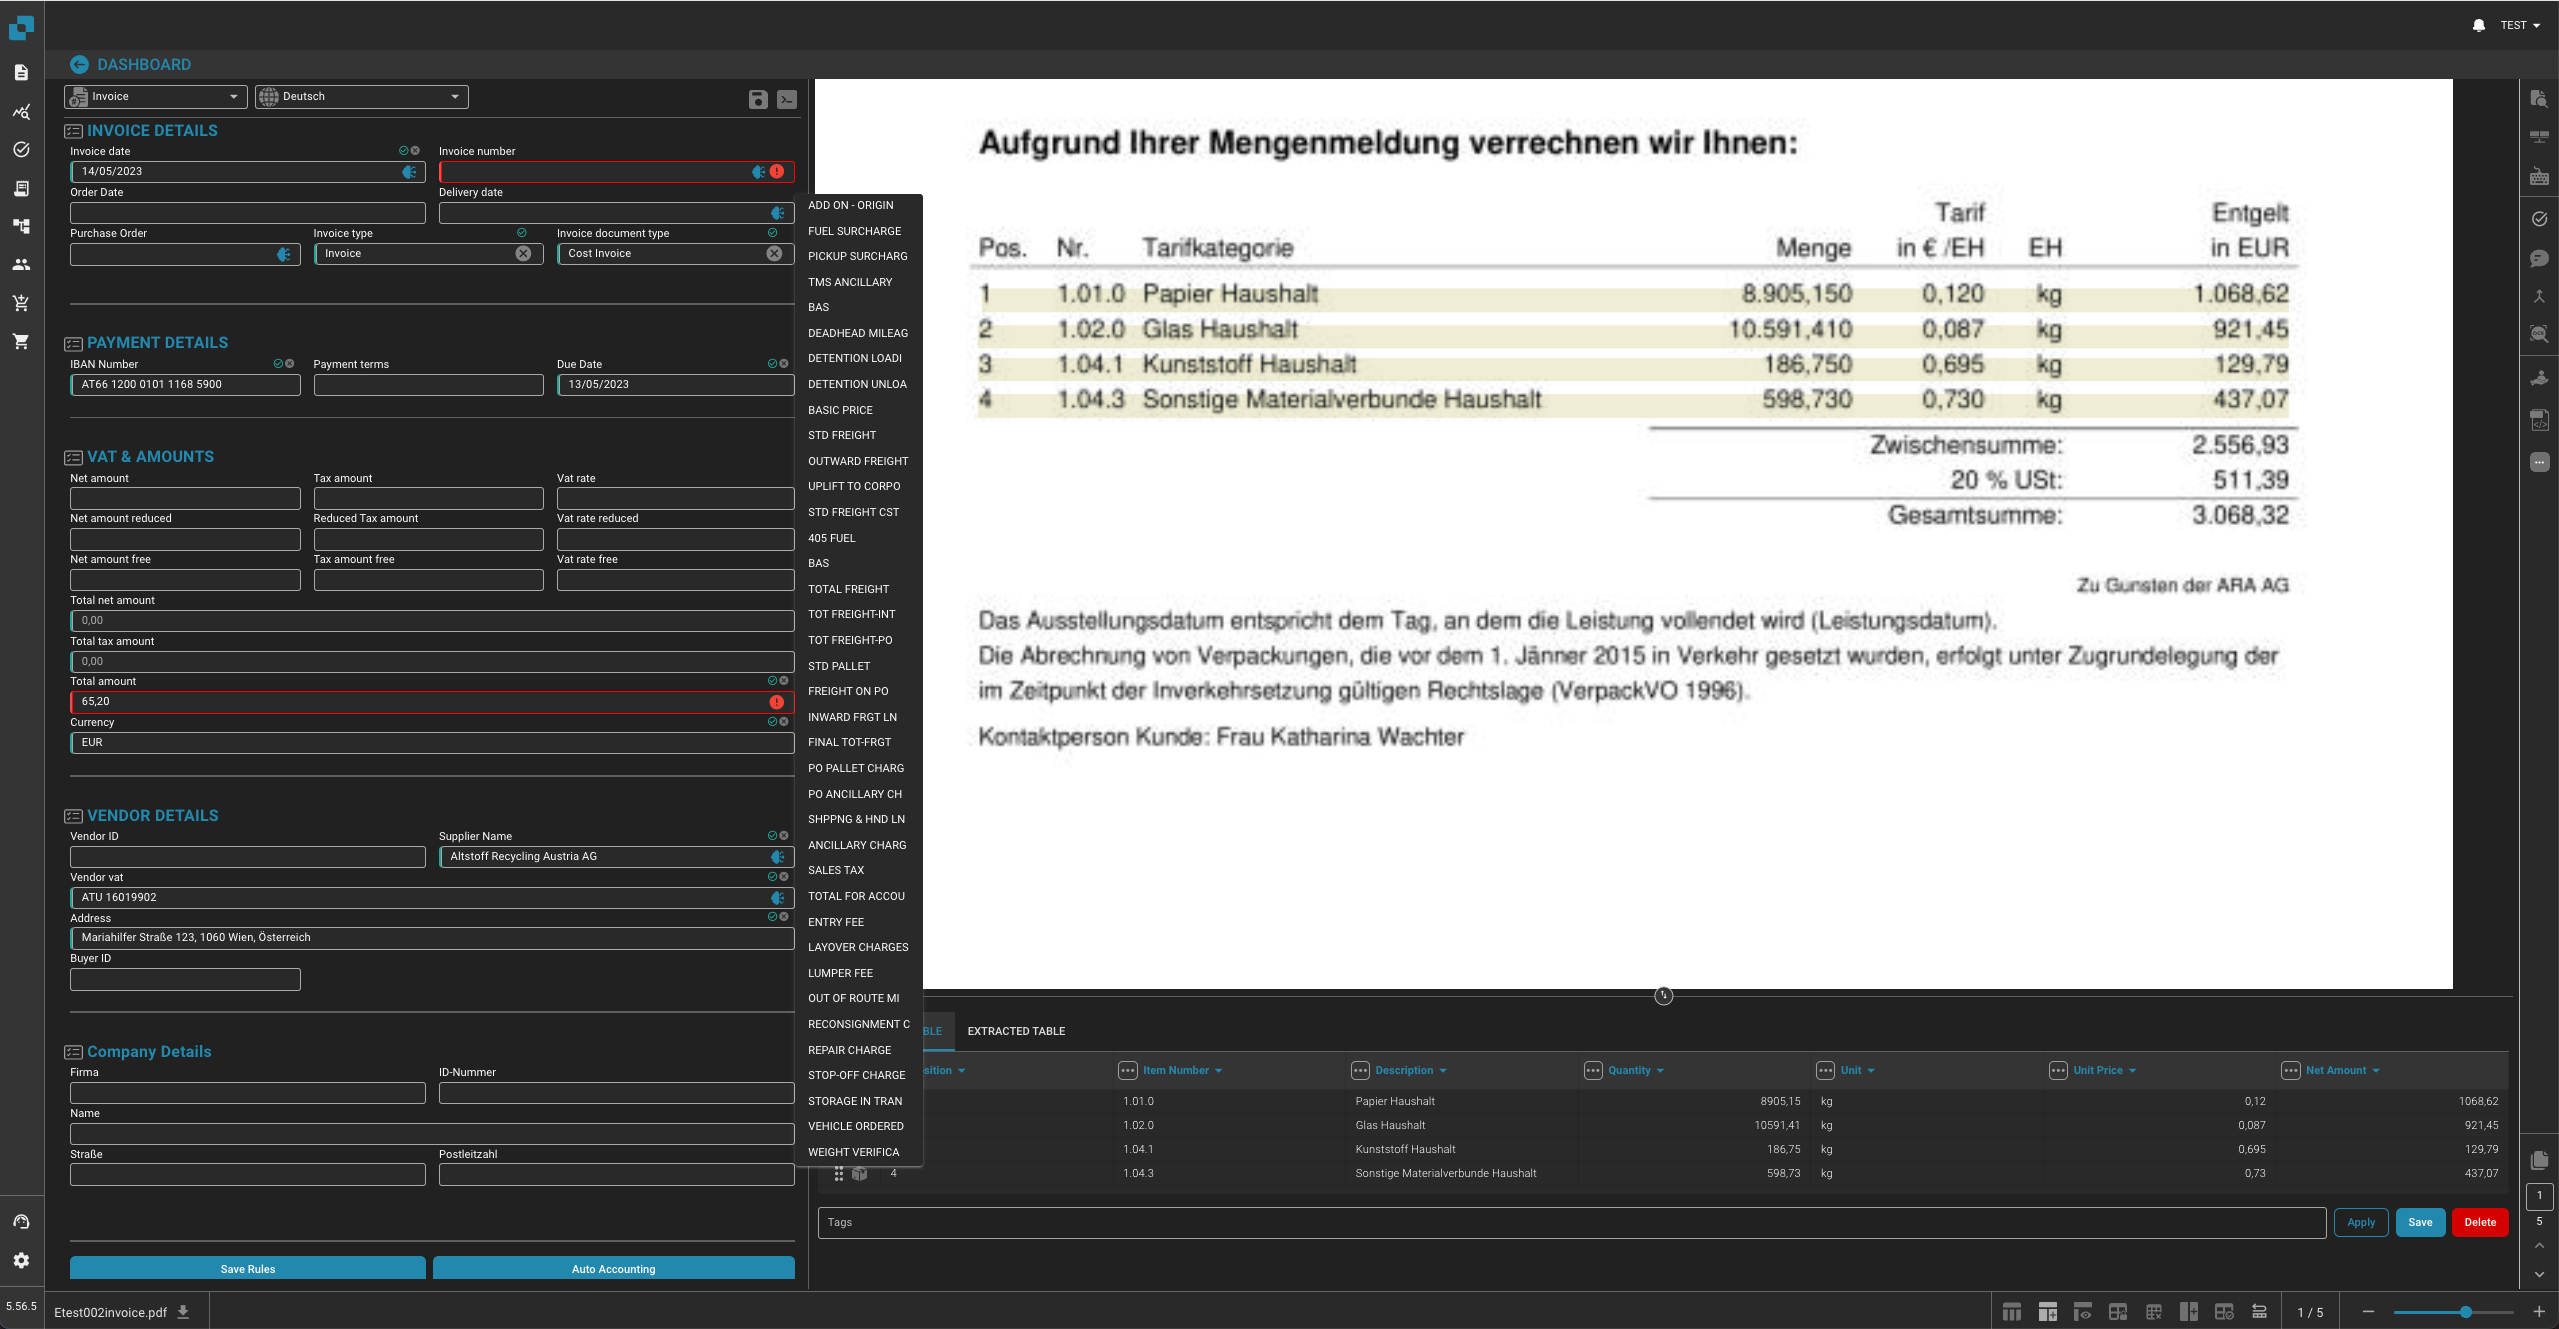 TEST
DASHBOARD
Invoice
Deutsch
INVOICE DETAILS
Invoice date
Invoice number
14/05/2023
Order Date
Delivery date
Purchase Order
Invoice type
Invoice document type
Invoice
Cost Invoice
PAYMENT DETAILS
IBAN Number
Payment terms
Due Date
AT66 1200 0101 1168 5900
13/05/2023
VAT & AMOUNTS
Net amount
Tax amount
Vat rate
Net amount reduced
Reduced Tax amount
Vat rate reduced
Net amount free
Tax amount free
Vat rate free
Total net amount
0,00
Total tax amount
0,00
Total amount
65,20
Currency
EUR
VENDOR DETAILS
Vendor ID
Supplier Name
Altstoff Recycling Austria AG
Vendor vat
ATU 16019902
Address
Mariahilfer Straße 123, 1060 Wien, Österreich
Buyer ID
Company Details
Firma
ID-Nummer
Name
Straße
Postleitzahl
Save Rules
Auto Accounting
ADD ON - ORIGIN
FUEL SURCHARGE
PICKUP SURCHARG
TMS ANCILLARY
BAS
DEADHEAD MILEAG
DETENTION LOADI
DETENTION UNLOA
BASIC PRICE
STD FREIGHT
OUTWARD FREIGHT
UPLIFT TO CORPO
STD FREIGHT CST
405 FUEL
BAS
TOTAL FREIGHT
TOT FREIGHT-INT
TOT FREIGHT-PO
STD PALLET
FREIGHT ON PO
INWARD FRGT LN
FINAL TOT-FRGT
PO PALLET CHARG
PO ANCILLARY CH
SHPPNG & HND LN
ANCILLARY CHARG
SALES TAX
TOTAL FOR ACCOU
ENTRY FEE
LAYOVER CHARGES
LUMPER FEE
OUT OF ROUTE MI
RECONSIGNMENT C
REPAIR CHARGE
STOP-OFF CHARGE
STORAGE IN TRAN
VEHICLE ORDERED
WEIGHT VERIFICA
Aufgrund Ihrer Mengenmeldung verrechnen wir Ihnen:
Tarif Entgelt
Pos. Nr. Tarifkategorie Menge in € /EH EH in EUR
1 1.01.0 Papier Haushalt 8.905,150 0,120 kg 1.068,62
2 1.02.0 Glas Haushalt 10.591,410 0,087 kg 921,45
3 1.04.1 Kunststoff Haushalt 186,750 0,695 kg 129,79
4 1.04.3 Sonstige Materialverbunde Haushalt 598,730 0,730 kg 437,07
Zwischensumme: 2.556,93
20 % USt: 511,39
Gesamtsumme: 3.068,32
Zu Gunsten der ARA AG
Das Ausstellungsdatum entspricht dem Tag, an dem die Leistung vollendet wird (Leistungsdatum).
Die Abrechnung von Verpackungen, die vor dem 1. Jänner 2015 in Verkehr gesetzt wurden, erfolgt unter Zugrundelegung der
im Zeitpunkt der Inverkehrsetzung gültigen Rechtslage (VerpackVO 1996).
Kontaktperson Kunde: Frau Katharina Wachter
BLE EXTRACTED TABLE
sition Item Number Description Quantity Unit Unit Price Net Amount
1.01.0 Papier Haushalt 8905,15 kg 0,12 1068,62
1.02.0 Glas Haushalt 10591,41 kg 0,087 921,45
1.04.1 Kunststoff Haushalt 186,75 kg 0,695 129,79
4 1.04.3 Sonstige Materialverbunde Haushalt 598,73 kg 0,73 437,07
Tags
Apply
Save
Delete
1
5
5.56.5
Etest002invoice.pdf
1 / 5